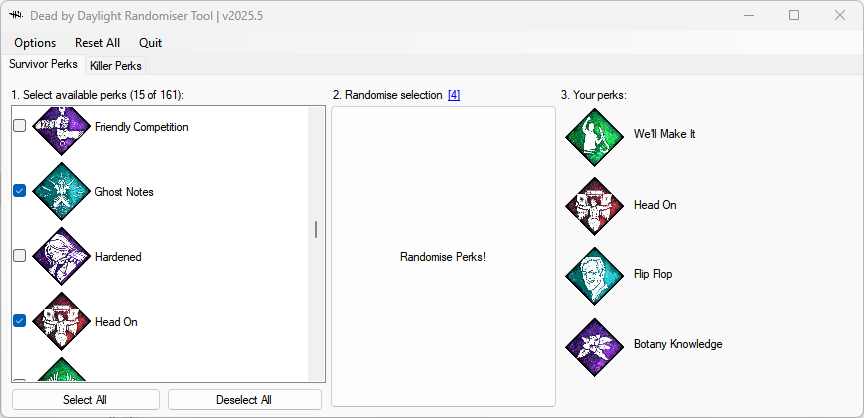 Dead by Daylight Randomiser Tool | v2025.5
Options Reset All Quit
Survivor Perks Killer Perks
1. Select available perks (15 of 161):
Friendly Competition
Ghost Notes
Hardened
Head On
Select All Deselect All
2. Randomise selection [4]
Randomise Perks!
3. Your perks:
We'll Make It
Head On
Flip Flop
Botany Knowledge